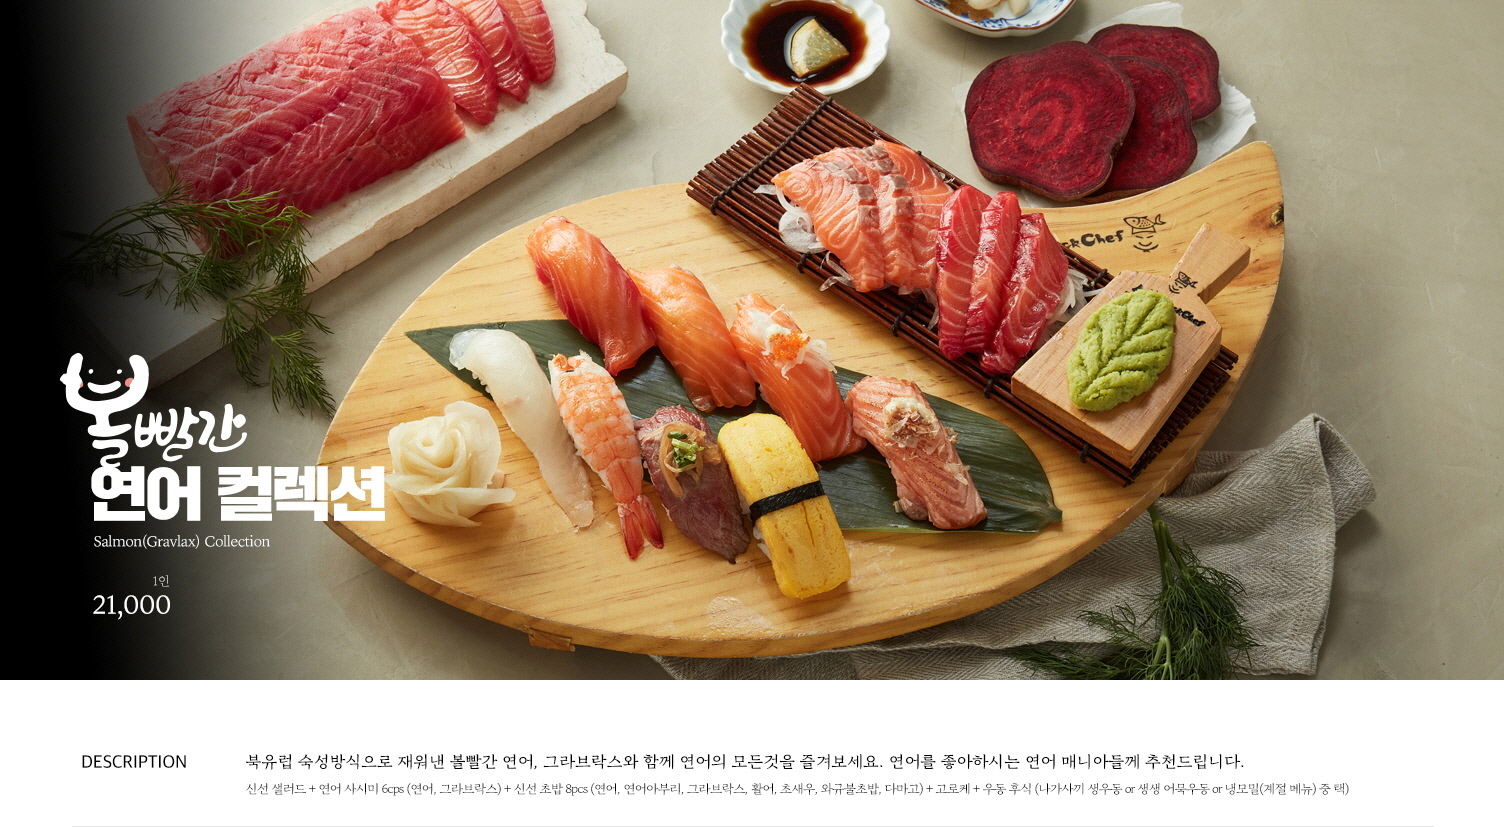 볼빨간
연어 컬렉션
Salmon(Gravlax) Collection
1인
21,000
DESCRIPTION
북유럽 숙성방식으로 재워낸 볼빨간 연어, 그라브락스와 함께 연어의 모든것을 즐겨보세요. 연어를 좋아하시는 연어 매니아들께 추천드립니다.
신선 샐러드 + 연어 사시미 6cps (연어, 그라브락스) + 신선 초밥 8pcs (연어, 연어아부리, 그라브락스, 활어, 초새우, 와규불초밥, 다마고) + 고로케 + 우동 후식 (나가사끼 생우동 or 생생 어묵우동 or 냉모밀(계절 메뉴) 중 택)